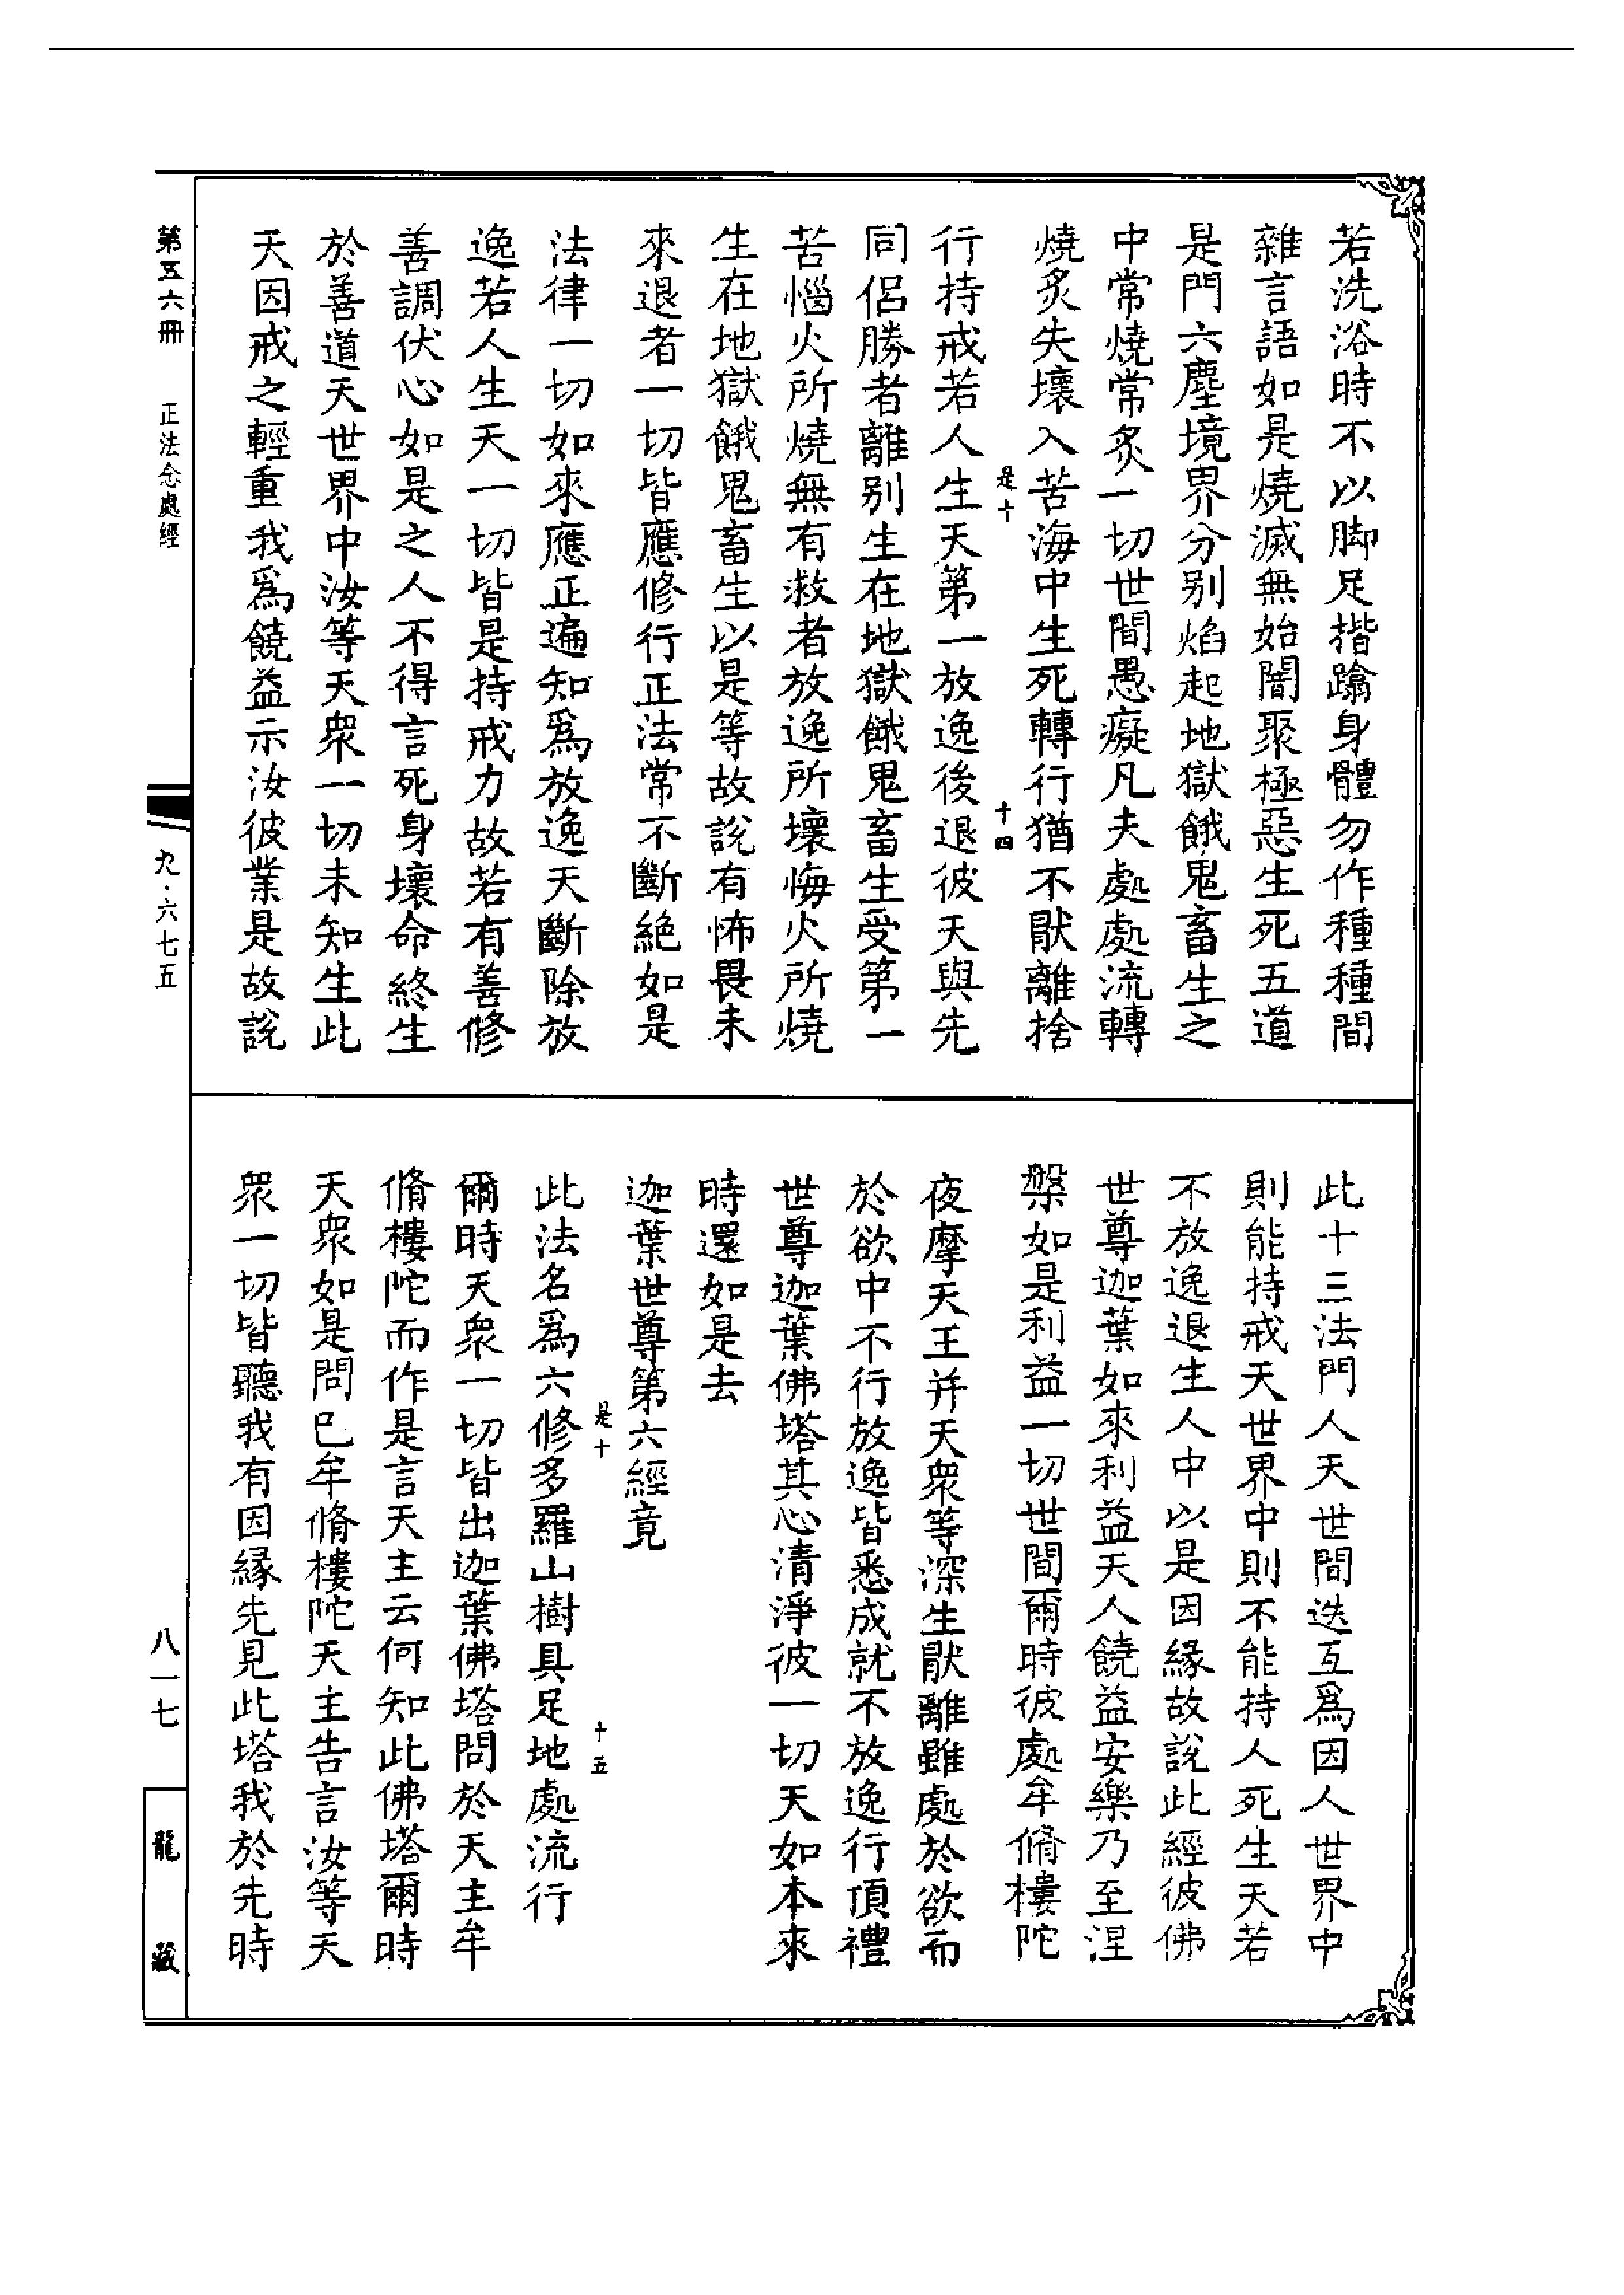 若洗浴時不以脚足揩蹹身體勿作種種間
雜言語如是燒滅無始闇聚極惡生死五道
是門六塵境界分别焰起地獄餓鬼畜生之
中常燒常炙一切世間愚癡凡夫處處流轉
燒炙失壞入苦海中生死轉行猶不猒離捨
是十
十四
行持戒若人生天第一放逸後退彼天與先
同侶勝者離别生在地獄餓鬼畜生受第一
苦惱火所燒無有救者放逸所壞悔火所燒
生在地獄餓鬼畜生以是等故說有怖畏未
來退者一切皆應修行正法常不斷絕如是
法律一切如來應正遍知爲放逸天斷除放
逸若人生天一切皆是持戒力故若有善修
善調伏心如是之人不得言死身壞命終生
於善道天世界中汝等天衆一切未知生此
天因戒之輕重我爲饒益示汝彼業是故說
此十三法門人天世間迭互爲因人世界中
則能持戒天世界中則不能持人死生天若
不放逸退生人中以是因緣故說此經彼佛
世尊迦葉如來利益天人饒益安樂乃至涅
槃如是利益一切世間爾時彼處牟脩樓陀
夜摩天王并天衆等深生猒離雖處於欲而
於欲中不行放逸皆悉成就不放逸行頂禮
世尊迦葉佛塔其心清淨彼一切天如本來
時還如是去
迦葉世尊第六經竟
是十
十五
此法名爲六修多羅山樹具足地處流行
爾時天衆一切皆出迦葉佛塔問於天主牟
脩樓陀而作是言天主云何知此佛塔爾時
天衆如是問已牟脩樓陀天主告言汝等天
衆一切皆聽我有因緣先見此塔我於先時
第五六冊
正法念處經
九·六七五
八一七
龍藏